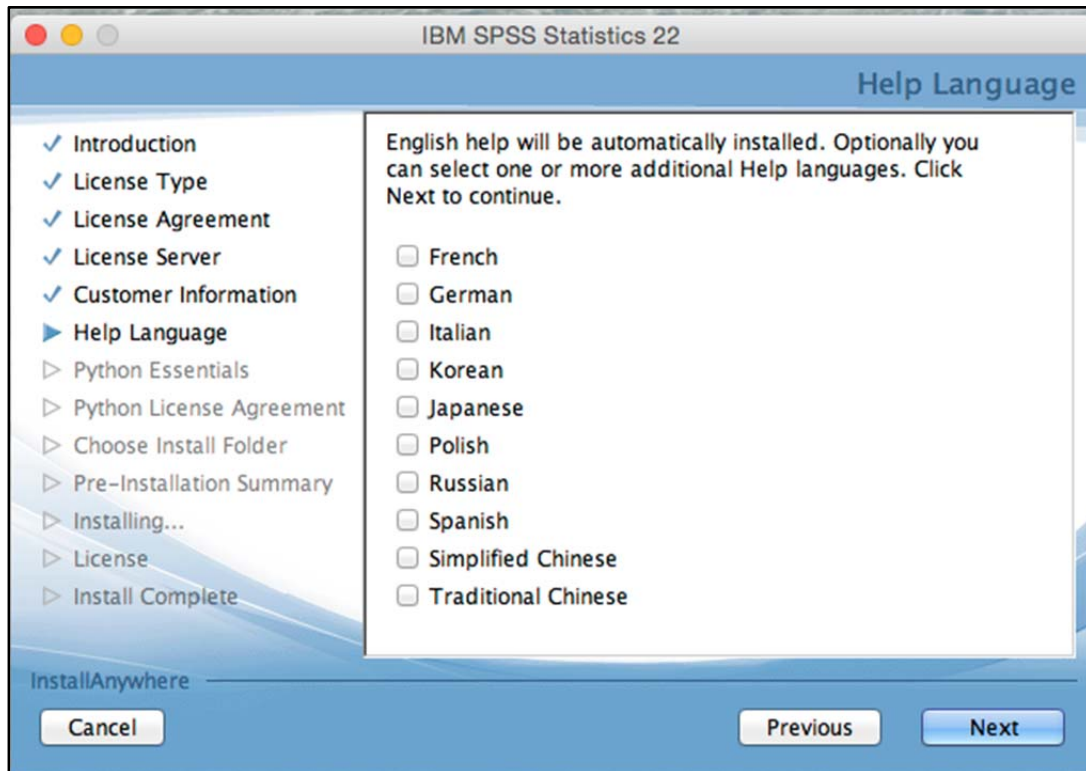 IBM SPSS Statistics 22
Help Language
Introduction
License Type
License Agreement
License Server
Customer Information
Help Language
Python Essentials
Python License Agreement
Choose Install Folder
Pre-Installation Summary
Installing...
License
Install Complete
English help will be automatically installed. Optionally you
can select one or more additional Help languages. Click
Next to continue.
French
German
Italian
Korean
Japanese
Polish
Russian
Spanish
Simplified Chinese
Traditional Chinese
InstallAnywhere
Cancel
Previous
Next